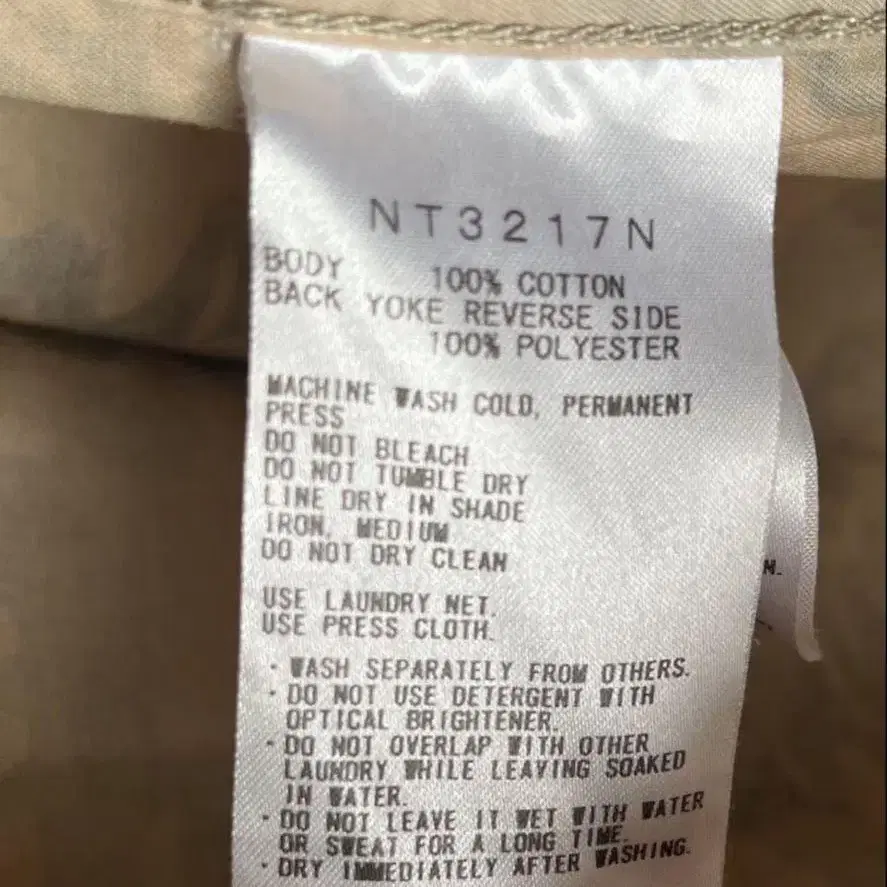 NT3217N
BODY 100% COTTON
BACK YOKE REVERSE SIDE
100% POLYESTER
MACHINE WASH COLD, PERMANENT
PRESS
DO NOT BLEACH
DO NOT TUMBLE DRY
LINE DRY IN SHADE
IRON, MEDIUM
DO NOT DRY CLEAN
USE LAUNDRY NET.
USE PRESS CLOTH.
· WASH SEPARATELY FROM OTHERS.
· DO NOT USE DETERGENT WITH
OPTICAL BRIGHTENER.
· DO NOT OVERLAP WITH OTHER
LAUNDRY WHILE LEAVING SOAKED
IN WATER.
· DO NOT LEAVE IT WET WITH WATER
OR SWEAT FOR A LONG TIME.
· DRY IMMEDIATELY AFTER WASHING.